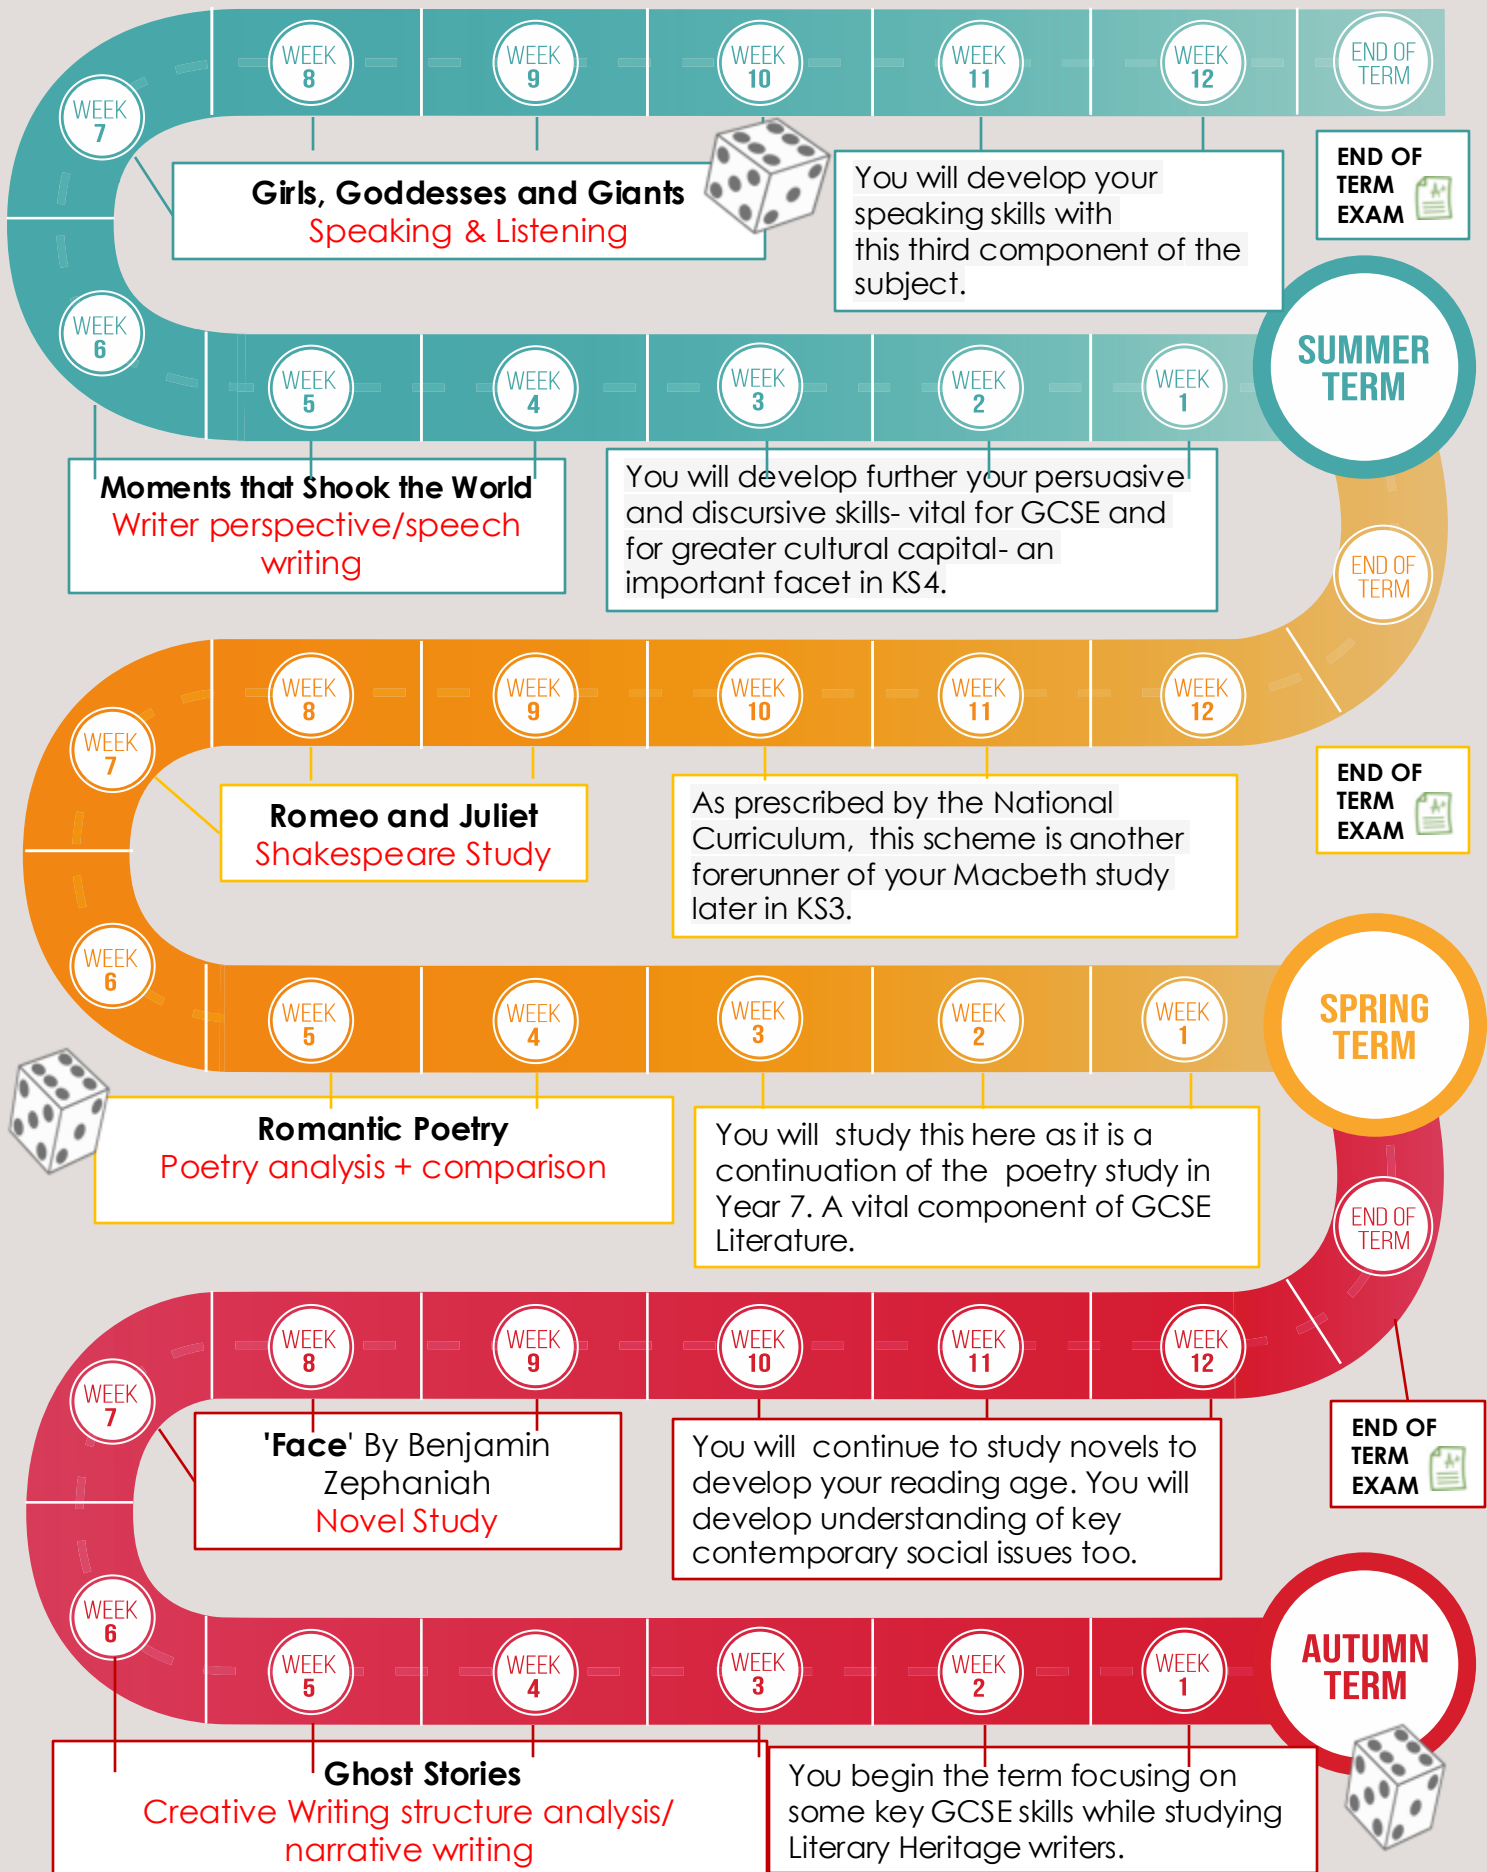 WEEK
8
WEEK
9
WEEK
10
WEEK
11
WEEK
12
END OF
TERM
WEEK
7
Girls, Goddesses and Giants
Speaking & Listening
You will develop your
speaking skills with
this third component of the
subject.
END OF
TERM
EXAM
A+
WEEK
6
WEEK
5
WEEK
4
WEEK
3
WEEK
2
WEEK
1
SUMMER
TERM
Moments that Shook the World
Writer perspective/speech
writing
You will develop further your persuasive
and discursive skills- vital for GCSE and
for greater cultural capital- an
important facet in KS4.
END OF
TERM
WEEK
7
WEEK
8
WEEK
9
WEEK
10
WEEK
11
WEEK
12
Romeo and Juliet
Shakespeare Study
As prescribed by the National
Curriculum, this scheme is another
forerunner of your Macbeth study
later in KS3.
END OF
TERM
EXAM
A+
WEEK
6
WEEK
5
WEEK
4
WEEK
3
WEEK
2
WEEK
1
SPRING
TERM
Romantic Poetry
Poetry analysis + comparison
You will study this here as it is a
continuation of the poetry study in
Year 7. A vital component of GCSE
Literature.
END OF
TERM
WEEK
7
WEEK
8
WEEK
9
WEEK
10
WEEK
11
WEEK
12
'Face' By Benjamin
Zephaniah
Novel Study
You will continue to study novels to
develop your reading age. You will
develop understanding of key
contemporary social issues too.
END OF
TERM
EXAM
A+
WEEK
6
WEEK
5
WEEK
4
WEEK
3
WEEK
2
WEEK
1
AUTUMN
TERM
Ghost Stories
Creative Writing structure analysis/
narrative writing
You begin the term focusing on
some key GCSE skills while studying
Literary Heritage writers.